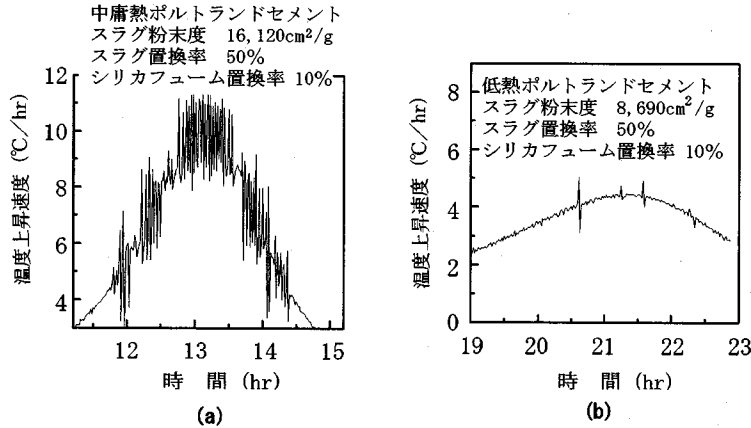 中庸熱ポルトランドセメント
スラグ粉末度 16,120cm²/g
スラグ置換率 50%
シリカフューム置換率 10%
12
10
8
6
4
温度上昇速度 (℃/hr)
12 13 14 15
時 間 (hr)
(a)
低熱ポルトランドセメント
スラグ粉末度 8,690cm²/g
スラグ置換率 50%
シリカフューム置換率 10%
8
6
4
2
0
温度上昇速度 (℃/hr)
19 20 21 22 23
時 間 (hr)
(b)